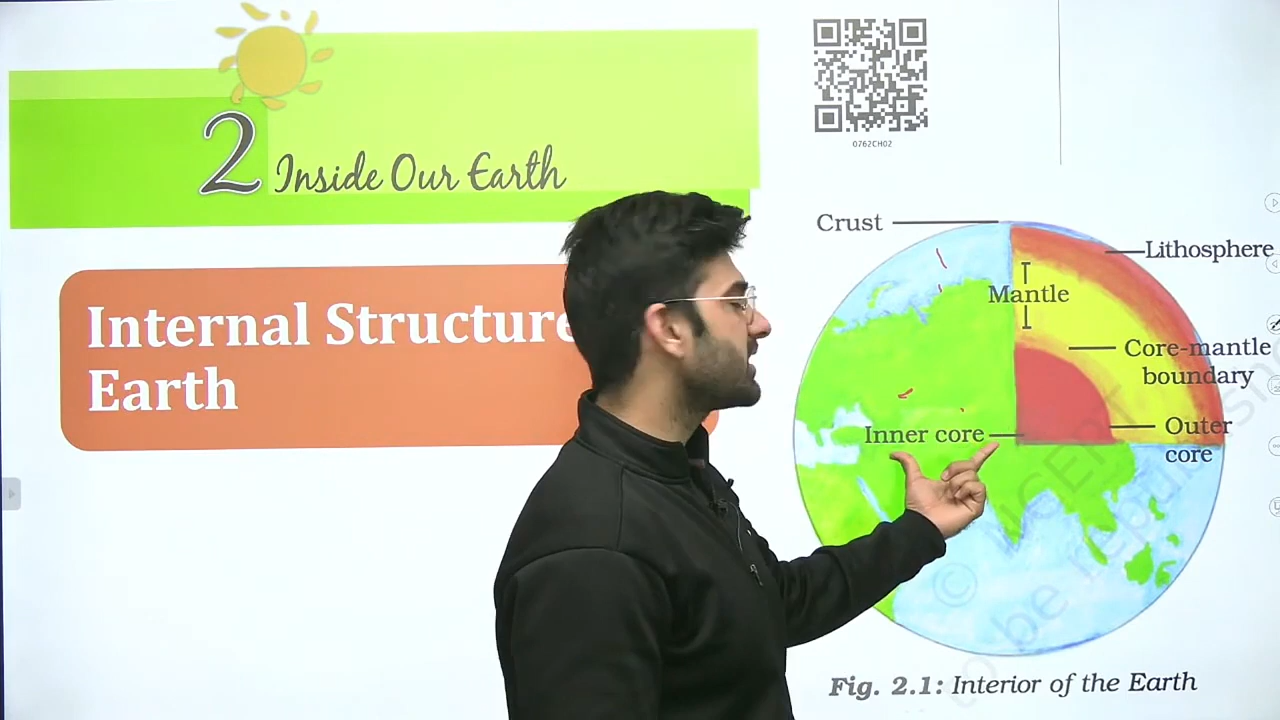 2 Inside Our Earth
0762CH02
Internal Structure
Earth
Crust
Lithosphere
Mantle
Core-mantle
boundary
Inner core
Outer
core
Fig. 2.1: Interior of the Earth